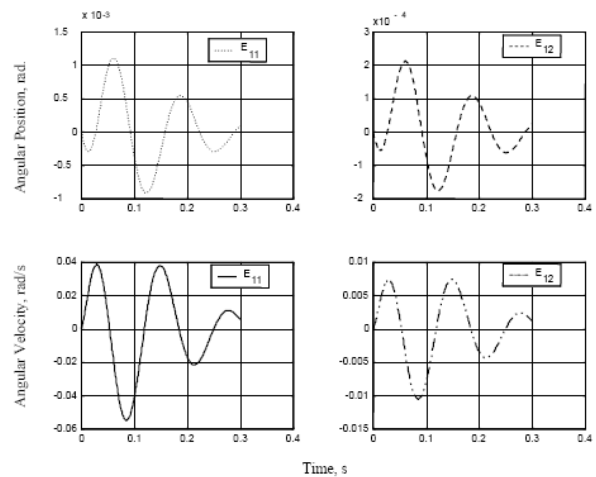 x 10⁻³
x10⁻⁴
1.5
1
0.5
0
-0.5
-1
0 0.1 0.2 0.3 0.4
E₁₁
Angular Position, rad.
3
2
1
0
-1
-2
0 0.1 0.2 0.3 0.4
E₁₂
0.04
0.02
0
-0.02
-0.04
-0.06
0 0.1 0.2 0.3 0.4
E₁₁
Angular Velocity, rad/s
0.01
0.005
0
-0.005
-0.01
-0.015
0 0.1 0.2 0.3 0.4
E₁₂
Time, s